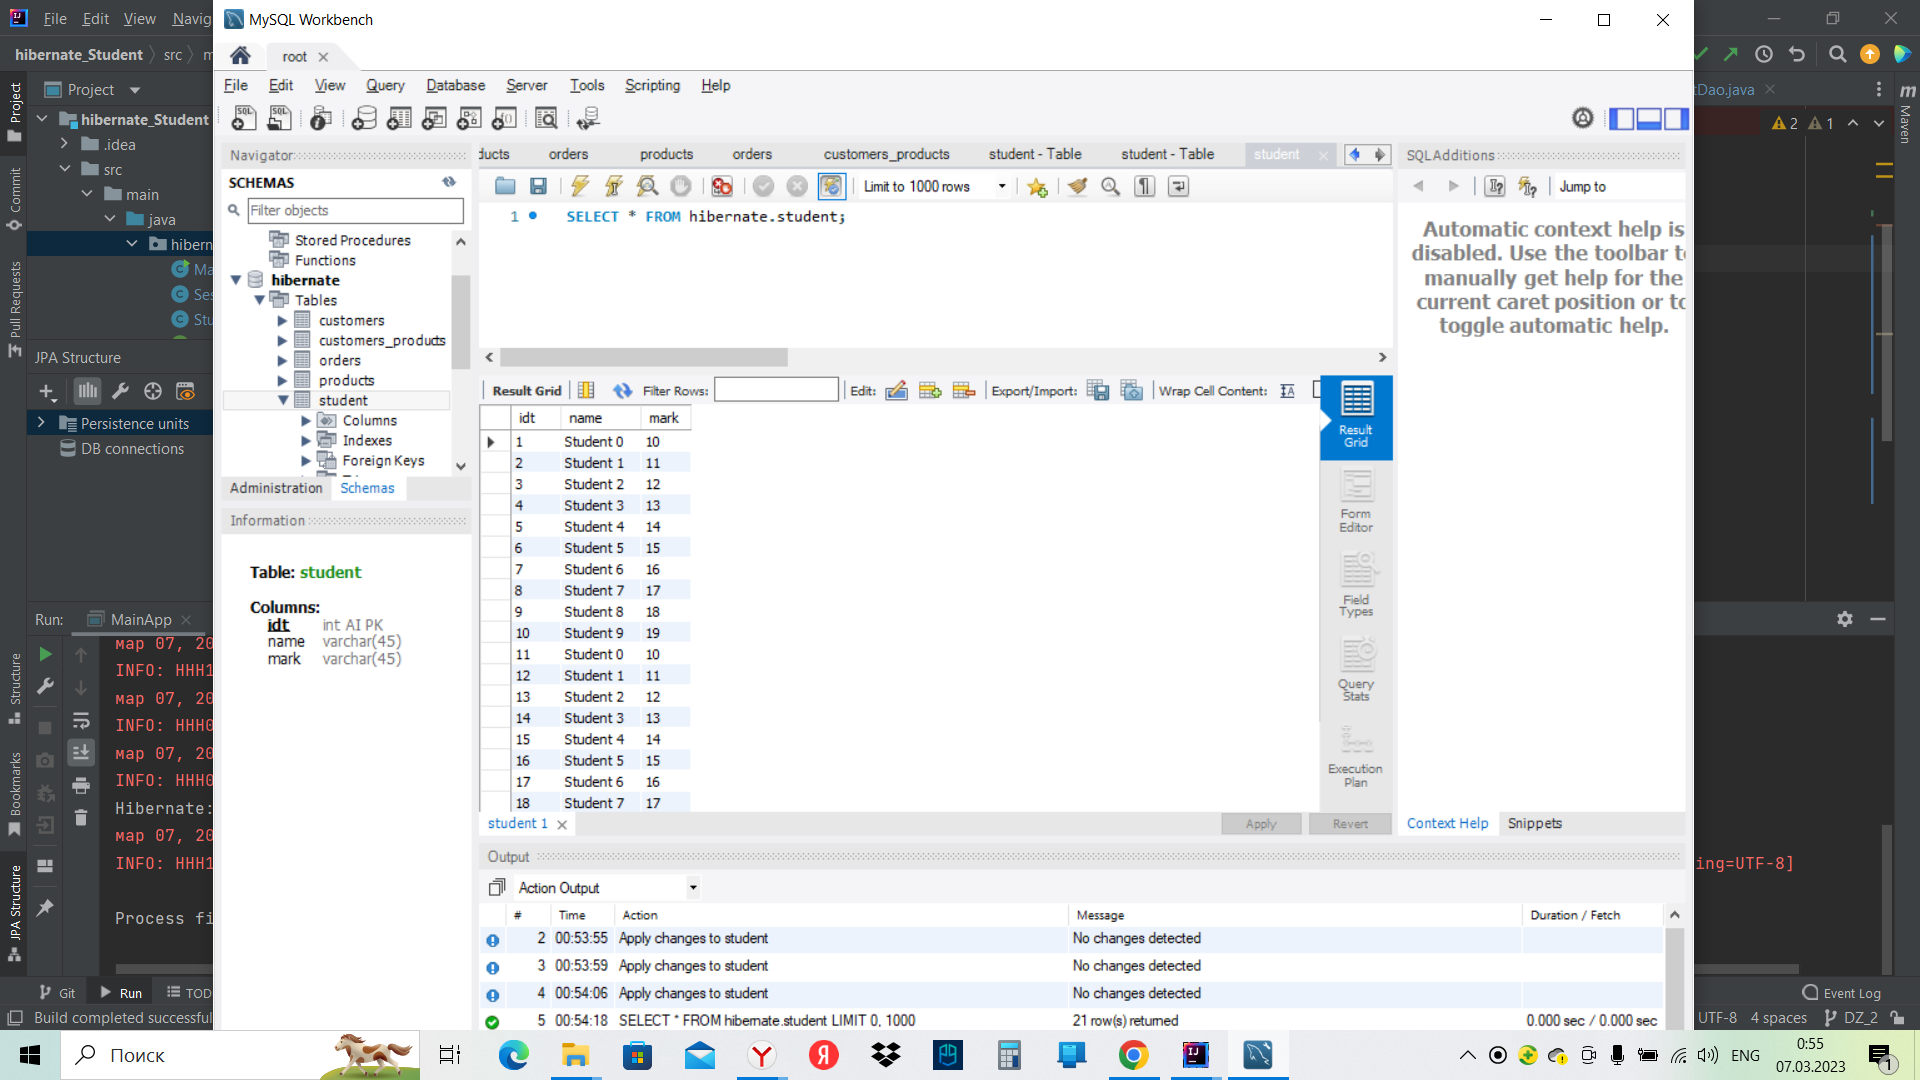 File Edit View Navig
MySQL Workbench
hibernate_Student src m
root
File Edit View Query Database Server Tools Scripting Help
Project
hibernate_Student
.idea
src
main
java
hibern
Ma
Ses
Stu
JPA Structure
Persistence units
DB connections
Project
Commit
Pull Requests
Structure
Bookmarks
JPA Structure
Navigator
SCHEMAS
Filter objects
Stored Procedures
Functions
hibernate
Tables
customers
customers_products
orders
products
student
Columns
Indexes
Foreign Keys
Administration Schemas
Information
Table: student
Columns:
idt int AI PK
name varchar(45)
mark varchar(45)
ducts orders products orders customers_products student - Table student - Table student
Limit to 1000 rows
1 SELECT * FROM hibernate.student;
Result Grid Filter Rows: Edit: Export/Import: Wrap Cell Content:
idt name mark
1 Student 0 10
2 Student 1 11
3 Student 2 12
4 Student 3 13
5 Student 4 14
6 Student 5 15
7 Student 6 16
8 Student 7 17
9 Student 8 18
10 Student 9 19
11 Student 0 10
12 Student 1 11
13 Student 2 12
14 Student 3 13
15 Student 4 14
16 Student 5 15
17 Student 6 16
18 Student 7 17
Result
Grid
Form
Editor
Field
Types
Query
Stats
Execution
Plan
student 1
Apply Revert
SQLAdditions
Jump to
Automatic context help is
disabled. Use the toolbar to
manually get help for the
current caret position or to
toggle automatic help.
Context Help Snippets
Output
Action Output
# Time Action Message Duration / Fetch
2 00:53:55 Apply changes to student No changes detected
3 00:53:59 Apply changes to student No changes detected
4 00:54:06 Apply changes to student No changes detected
5 00:54:18 SELECT * FROM hibernate.student LIMIT 0, 1000 21 row(s) returned 0.000 sec / 0.000 sec
tDao.java
2 1
m
Maven
Run: MainApp
мар 07, 20
INFO: HHH1
мар 07, 20
INFO: HHH0
мар 07, 20
INFO: HHH0
Hibernate:
мар 07, 20
INFO: HHH1
ing=UTF-8]
Process fi
Git Run TOD
Event Log
Build completed successful
UTF-8 4 spaces DZ_2
Поиск
ENG
0:55
07.03.2023
1